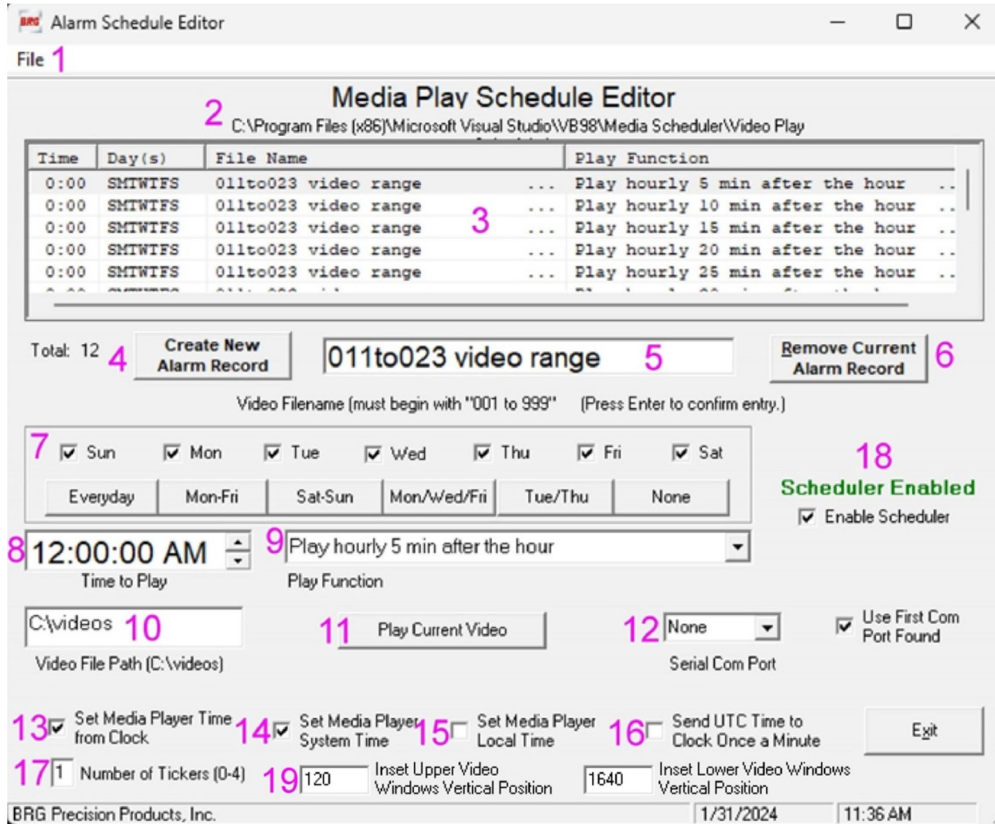 BRG Alarm Schedule Editor
File 1
Media Play Schedule Editor
2 C:\Program Files (x86)\Microsoft Visual Studio\VB98\Media Scheduler\Video Play
Time Day(s) File Name Play Function
0:00 SMTWTFS 011to023 video range ... Play hourly 5 min after the hour ..
0:00 SMTWTFS 011to023 video range ... Play hourly 10 min after the hour ..
0:00 SMTWTFS 011to023 video range 3 ... Play hourly 15 min after the hour ..
0:00 SMTWTFS 011to023 video range ... Play hourly 20 min after the hour ..
0:00 SMTWTFS 011to023 video range ... Play hourly 25 min after the hour ..
Total: 12 4 Create New Alarm Record 011to023 video range 5 Remove Current Alarm Record 6
Video Filename (must begin with "001 to 999" (Press Enter to confirm entry.)
7 Sun Mon Tue Wed Thu Fri Sat
Everyday Mon-Fri Sat-Sun Mon/Wed/Fri Tue/Thu None
18
Scheduler Enabled
Enable Scheduler
8 12:00:00 AM 9 Play hourly 5 min after the hour
Time to Play Play Function
C:\videos 10 11 Play Current Video 12 None Use First Com Port Found
Video File Path (C:\videos) Serial Com Port
13 Set Media Player Time from Clock 14 Set Media Player System Time 15 Set Media Player Local Time 16 Send UTC Time to Clock Once a Minute Exit
17 1 Number of Tickers (0-4) 19 120 Inset Upper Video Windows Vertical Position 1640 Inset Lower Video Windows Vertical Position
BRG Precision Products, Inc. 1/31/2024 11:36 AM